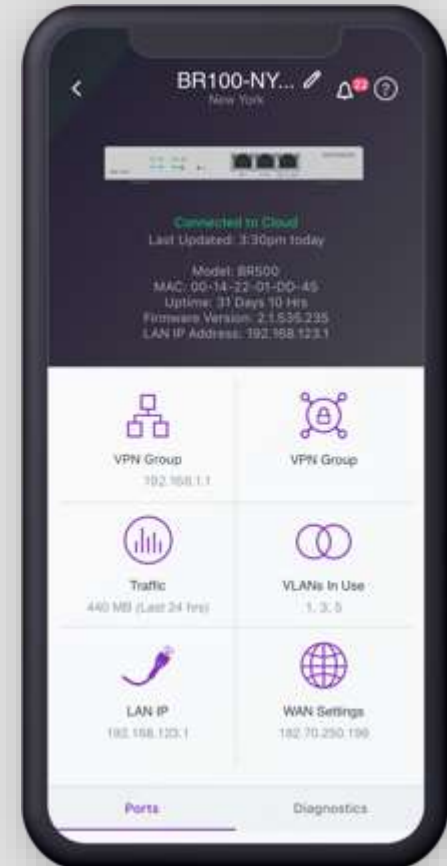 BR100-NY...
22
?
New York
Connected to Cloud
Last Updated: 3:30pm today
Model: BR500
MAC: 00-14-22-01-DD-45
Uptime: 31 Days 10 Hrs
Firmware Version: 2.1.535.235
LAN IP Address: 192.168.123.1
VPN Group
VPN Group
192.168.1.1
Traffic
VLANs In Use
440 MB (Last 24 hrs)
1, 3, 5
LAN IP
WAN Settings
192.168.123.1
182.70.250.198
Ports
Diagnostics